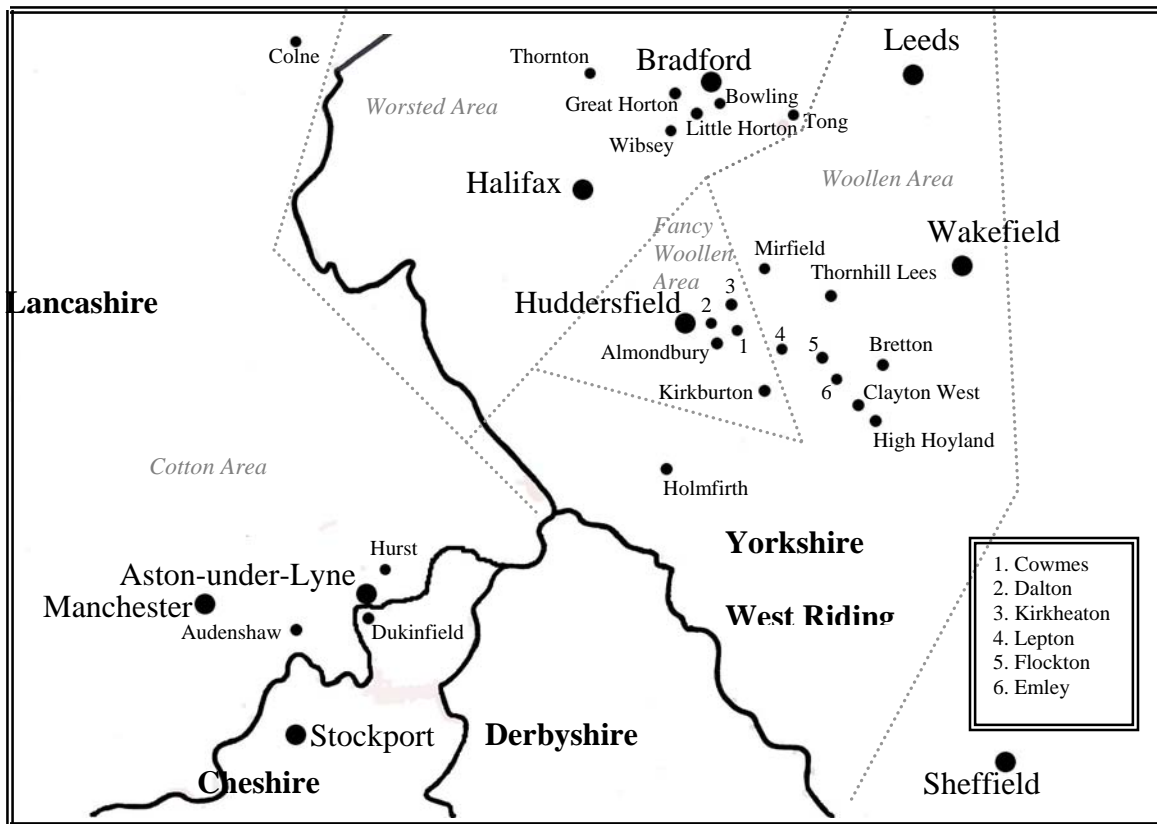 Colne
Thornton
Bradford
Leeds
Worsted Area
Great Horton
Bowling
Little Horton
Tong
Wibsey
Halifax
Woollen Area
Fancy
Woollen
Area
Mirfield
Wakefield
Thornhill Lees
Lancashire
Huddersfield
2
3
1
4
5
6
Almondbury
Bretton
Kirkburton
Clayton West
High Hoyland
Cotton Area
Holmfirth
Yorkshire
West Riding
Hurst
Aston-under-Lyne
Manchester
Audenshaw
Dukinfield
Stockport
Derbyshire
Cheshire
Sheffield
1. Cowmes
2. Dalton
3. Kirkheaton
4. Lepton
5. Flockton
6. Emley